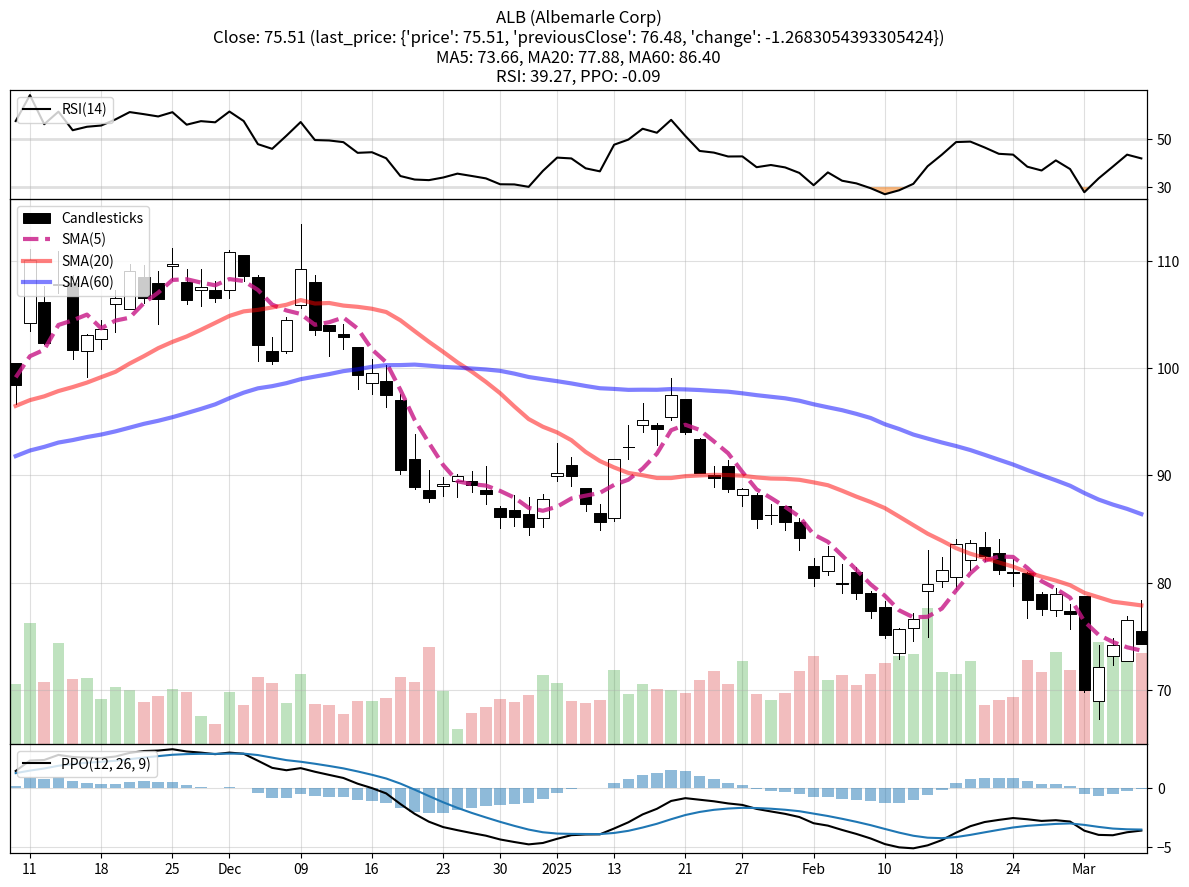 ALB (Albemarle Corp)
Close: 75.51 (last_price: {'price': 75.51, 'previousClose': 76.48, 'change': -1.2683054393305424})
MA5: 73.66, MA20: 77.88, MA60: 86.40
RSI: 39.27, PPO: -0.09
RSI(14)
50
30
Candlesticks
SMA(5)
SMA(20)
SMA(60)
110
100
90
80
70
PPO(12, 26, 9)
0
−5
11 18 25 Dec 09 16 23 30 2025 13 21 27 Feb 10 18 24 Mar